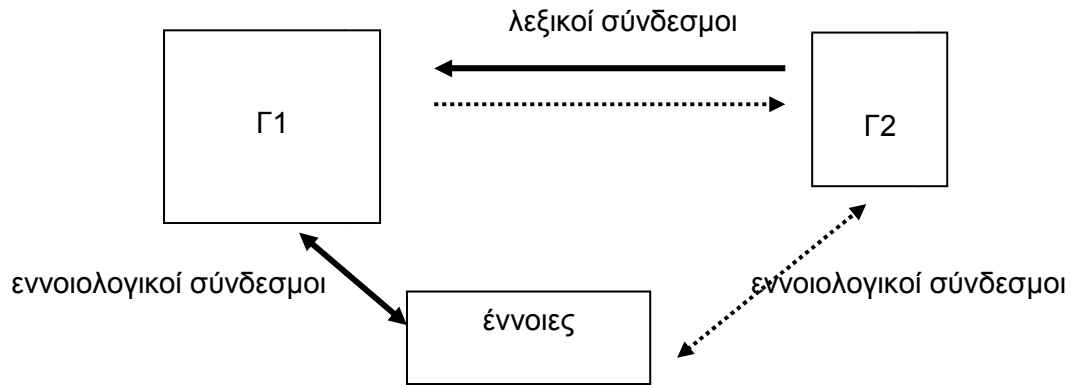 λεξικοί σύνδεσμοι
Γ1
Γ2
εννοιολογικοί σύνδεσμοι
εννοιολογικοί σύνδεσμοι
έννοιες